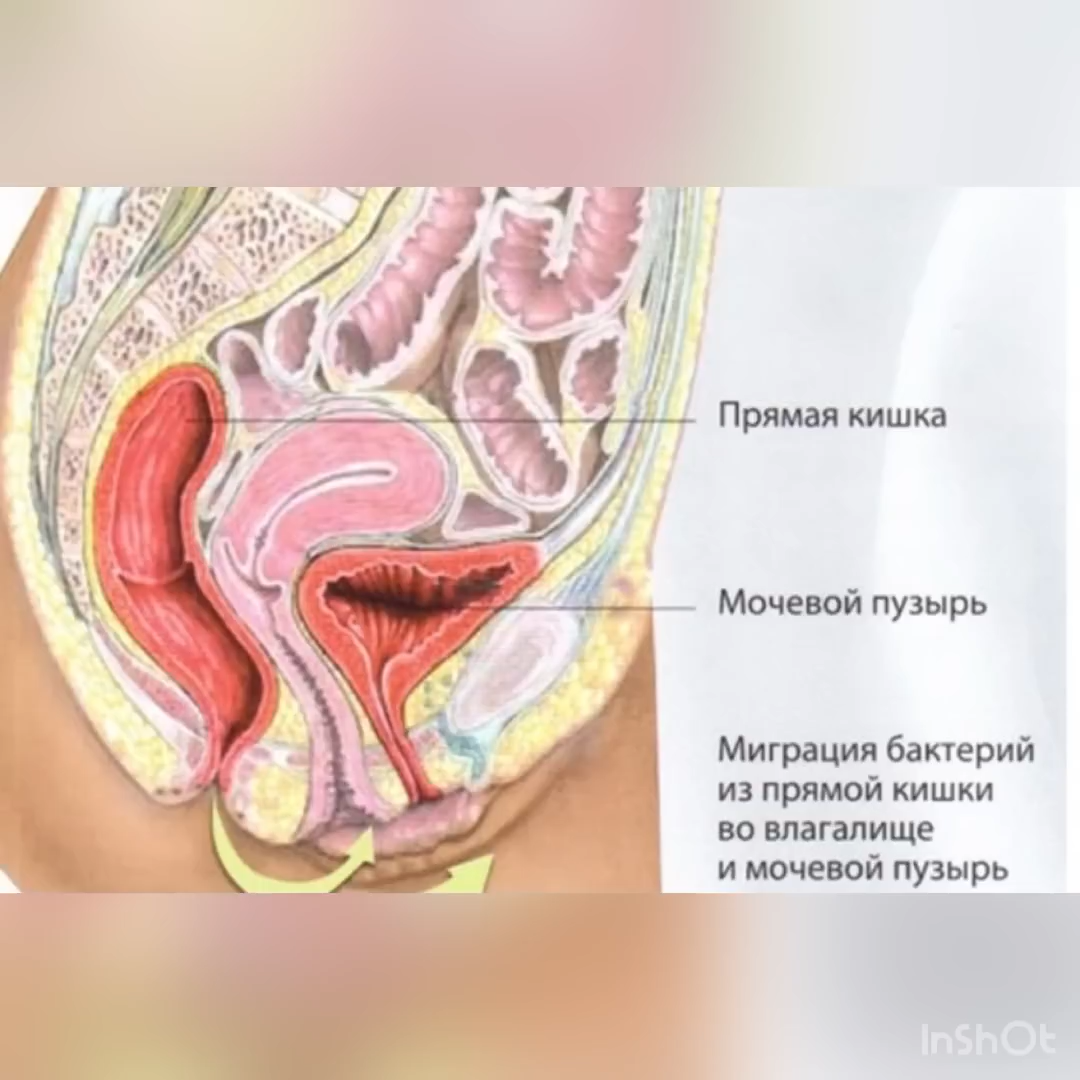 Прямая кишка
Мочевой пузырь
Миграция бактерий
из прямой кишки
во влагалище
и мочевой пузырь
InShOt